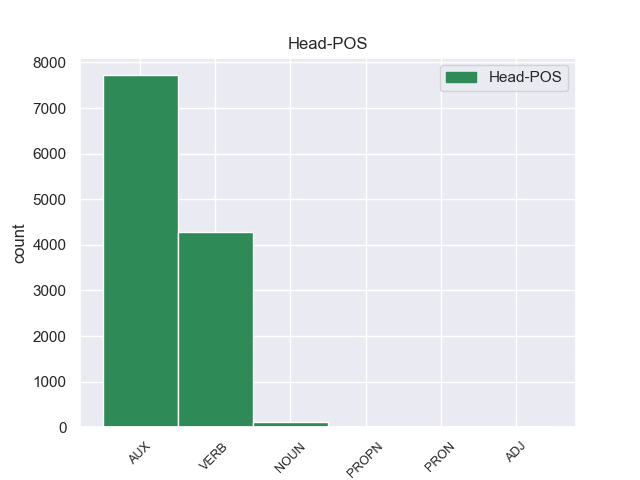 Head-POS
Head-POS
8000
7000
6000
5000
4000
3000
2000
1000
0
count
AUX
VERB
NOUN
PROPN
PRON
ADJ